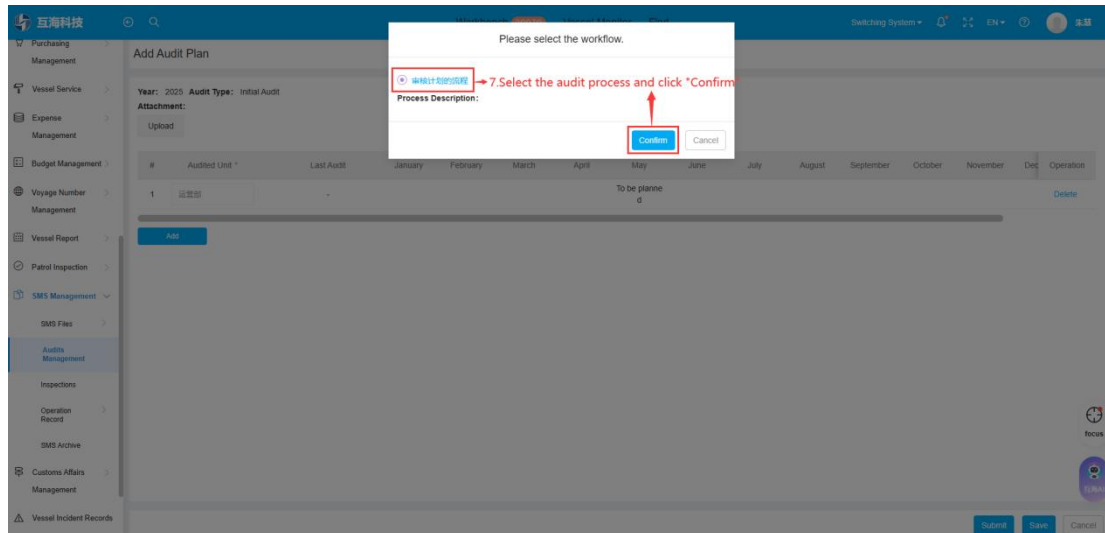 互海科技
Switching System
EN
朱慧
Please select the workflow.
审核计划的流程
7.Select the audit process and click "Confirm
Process Description:
Confirm
Cancel
Purchasing
Management
Vessel Service
Expense
Management
Budget Management
Voyage Number
Management
Vessel Report
Patrol Inspection
SMS Management
SMS Files
Audits
Management
Inspections
Operation
Record
SMS Archive
Customs Affairs
Management
Vessel Incident Records
Add Audit Plan
Year: 2025 Audit Type: Initial Audit
Attachment:
Upload
# Audited Unit * Last Audit January February March April May June July August September October November Dec Operation
1 运营部 - To be planne
d
Delete
Add
focus
互海AI
Submit
Save
Cancel